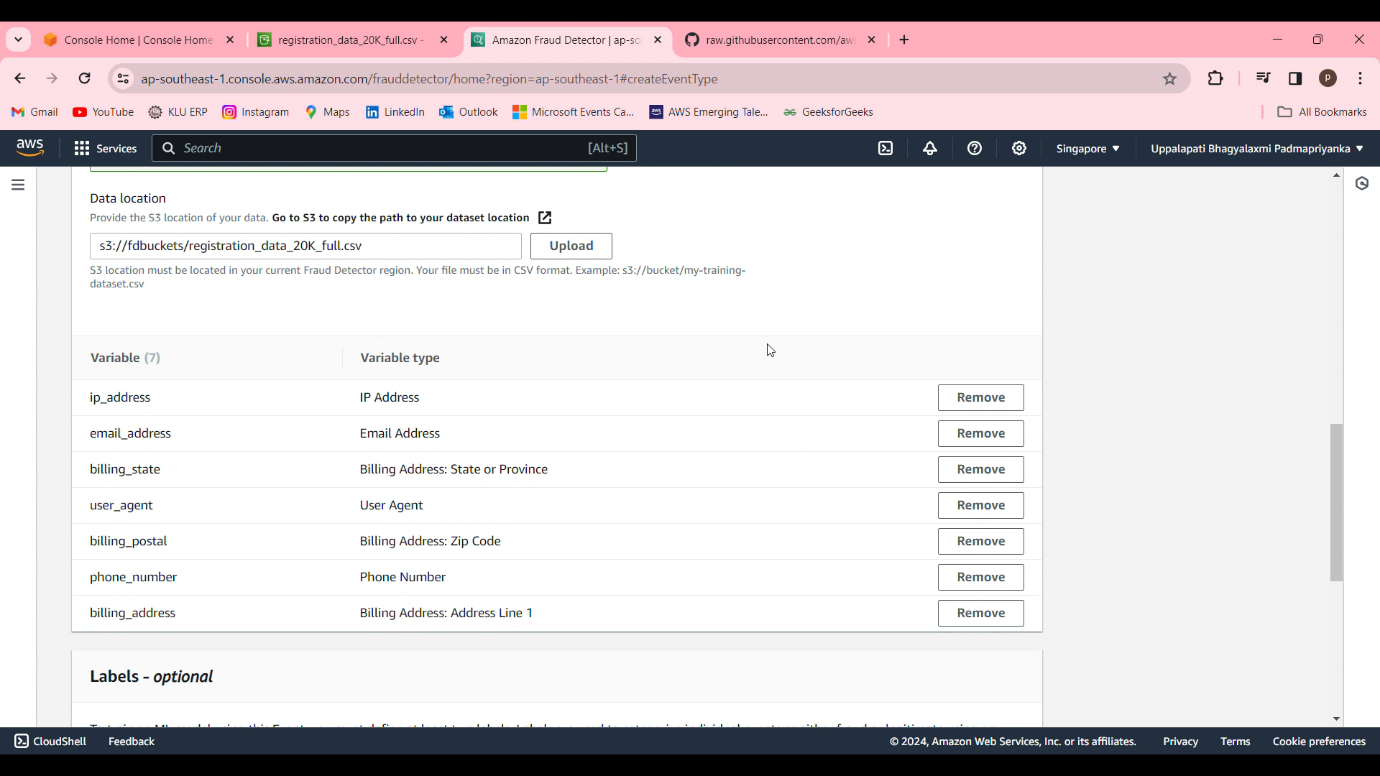 Console Home | Console Home
registration_data_20K_full.csv -
Amazon Fraud Detector | ap-so
raw.githubusercontent.com/aw
ap-southeast-1.console.aws.amazon.com/frauddetector/home?region=ap-southeast-1#createEventType
P
Gmail
YouTube
KLU ERP
Instagram
Maps
LinkedIn
Outlook
Microsoft Events Ca...
AWS Emerging Tale...
GeeksforGeeks
All Bookmarks
aws
Services
Search
[Alt+S]
Singapore
Uppalapati Bhagyalaxmi Padmapriyanka
Data location
Provide the S3 location of your data. Go to S3 to copy the path to your dataset location
s3://fdbuckets/registration_data_20K_full.csv
Upload
S3 location must be located in your current Fraud Detector region. Your file must be in CSV format. Example: s3://bucket/my-training-
dataset.csv
Variable (7) Variable type
ip_address IP Address Remove
email_address Email Address Remove
billing_state Billing Address: State or Province Remove
user_agent User Agent Remove
billing_postal Billing Address: Zip Code Remove
phone_number Phone Number Remove
billing_address Billing Address: Address Line 1 Remove
Labels - optional
CloudShell Feedback © 2024, Amazon Web Services, Inc. or its affiliates. Privacy Terms Cookie preferences